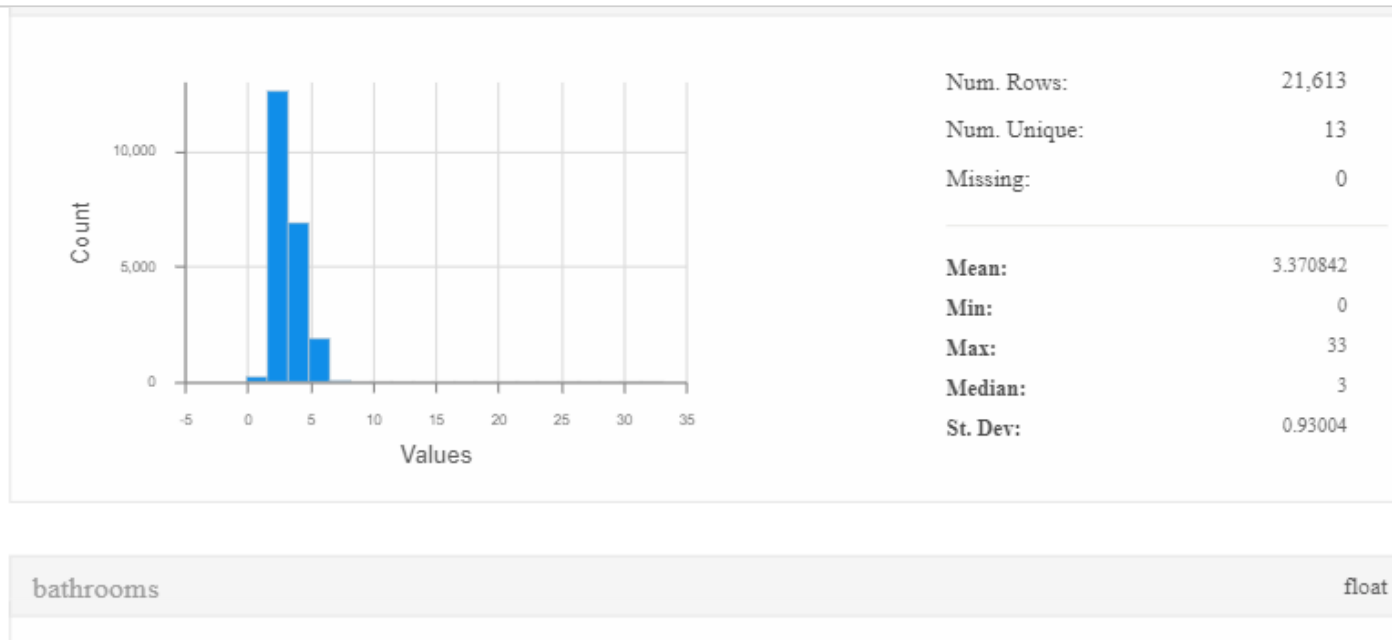 10,000
5,000
0
Count
-5 0 5 10 15 20 25 30 35
Values
Num. Rows: 21,613
Num. Unique: 13
Missing: 0
Mean: 3.370842
Min: 0
Max: 33
Median: 3
St. Dev: 0.93004
bathrooms float